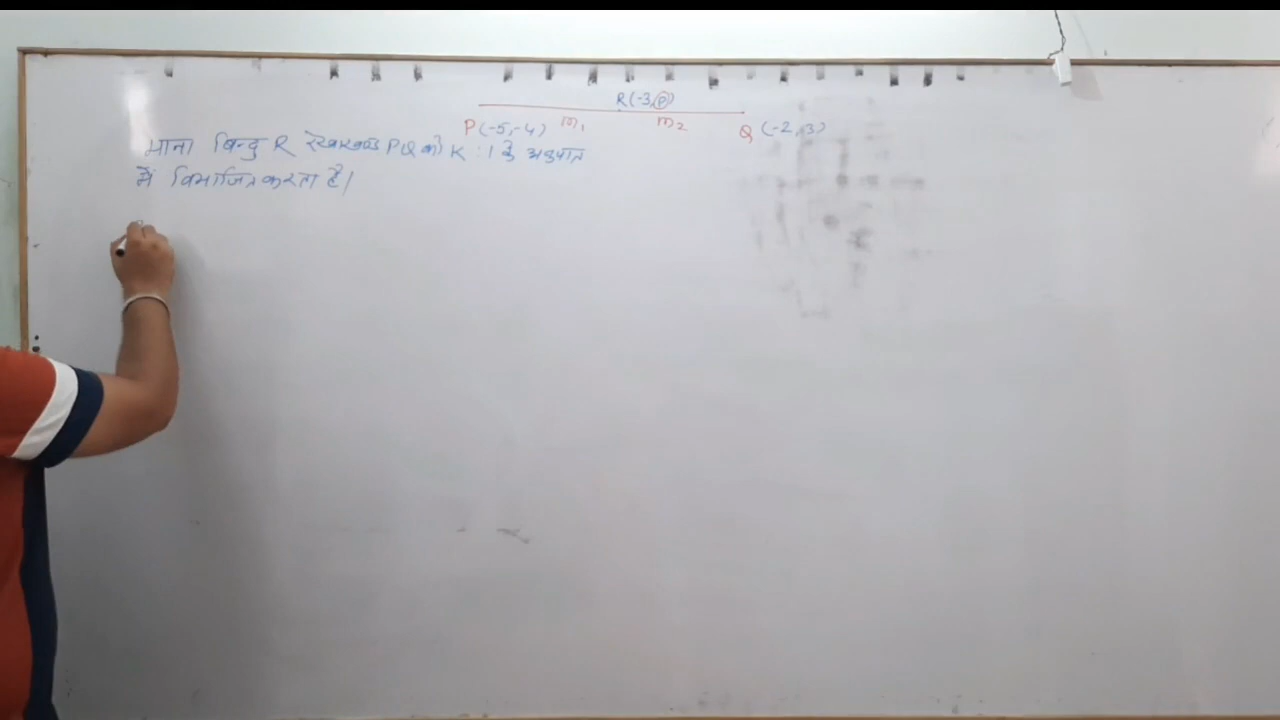 R(-3,p)
P(-5,-4) m₁ m₂ Q(-2,3)
माना बिन्दु R रेखाखण्ड PQ को K:1 के अनुपात
में विभाजित करता है।